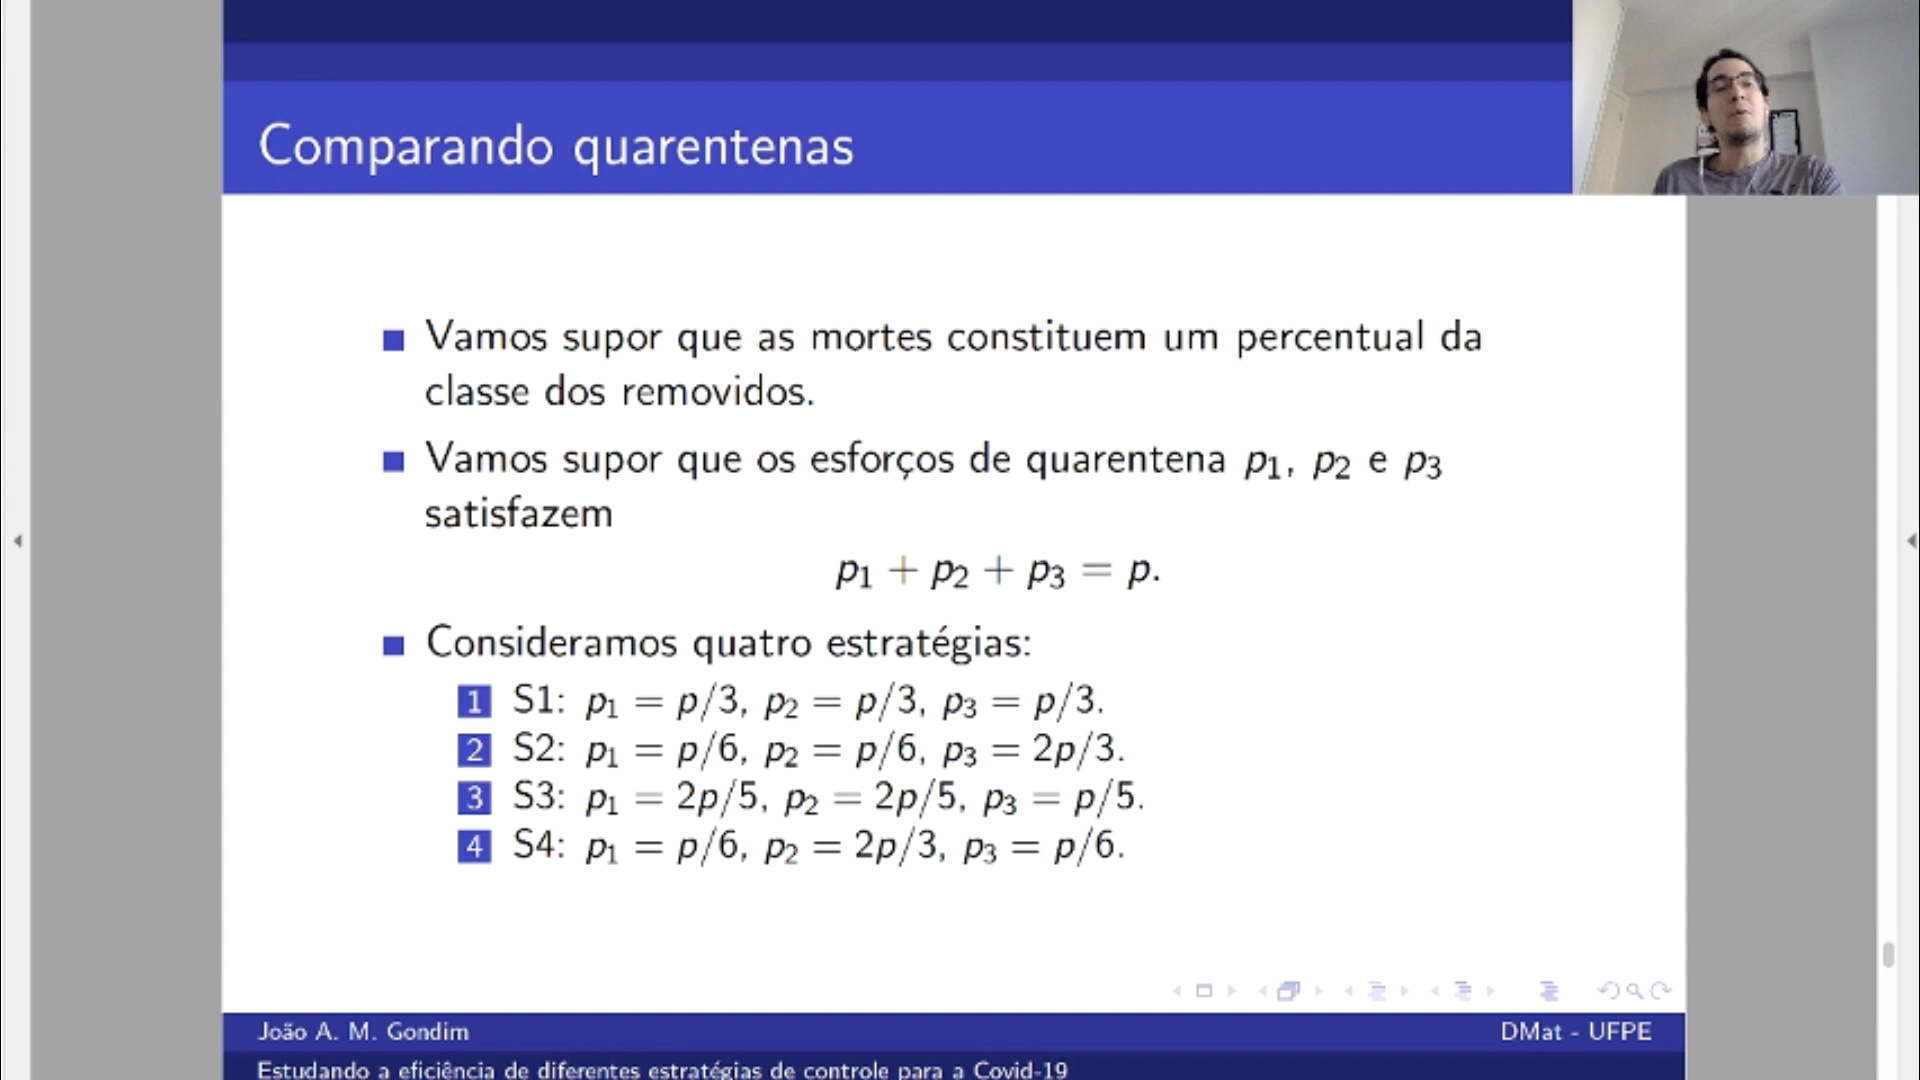 Comparando quarentenas
Vamos supor que as mortes constituem um percentual da
classe dos removidos.
Vamos supor que os esforços de quarentena p₁, p₂ e p₃
satisfazem
p₁ + p₂ + p₃ = p.
Consideramos quatro estratégias:
1 S1: p₁ = p/3, p₂ = p/3, p₃ = p/3.
2 S2: p₁ = p/6, p₂ = p/6, p₃ = 2p/3.
3 S3: p₁ = 2p/5, p₂ = 2p/5, p₃ = p/5.
4 S4: p₁ = p/6, p₂ = 2p/3, p₃ = p/6.
João A. M. Gondim DMat - UFPE
Estudando a eficiência de diferentes estratégias de controle para a Covid-19